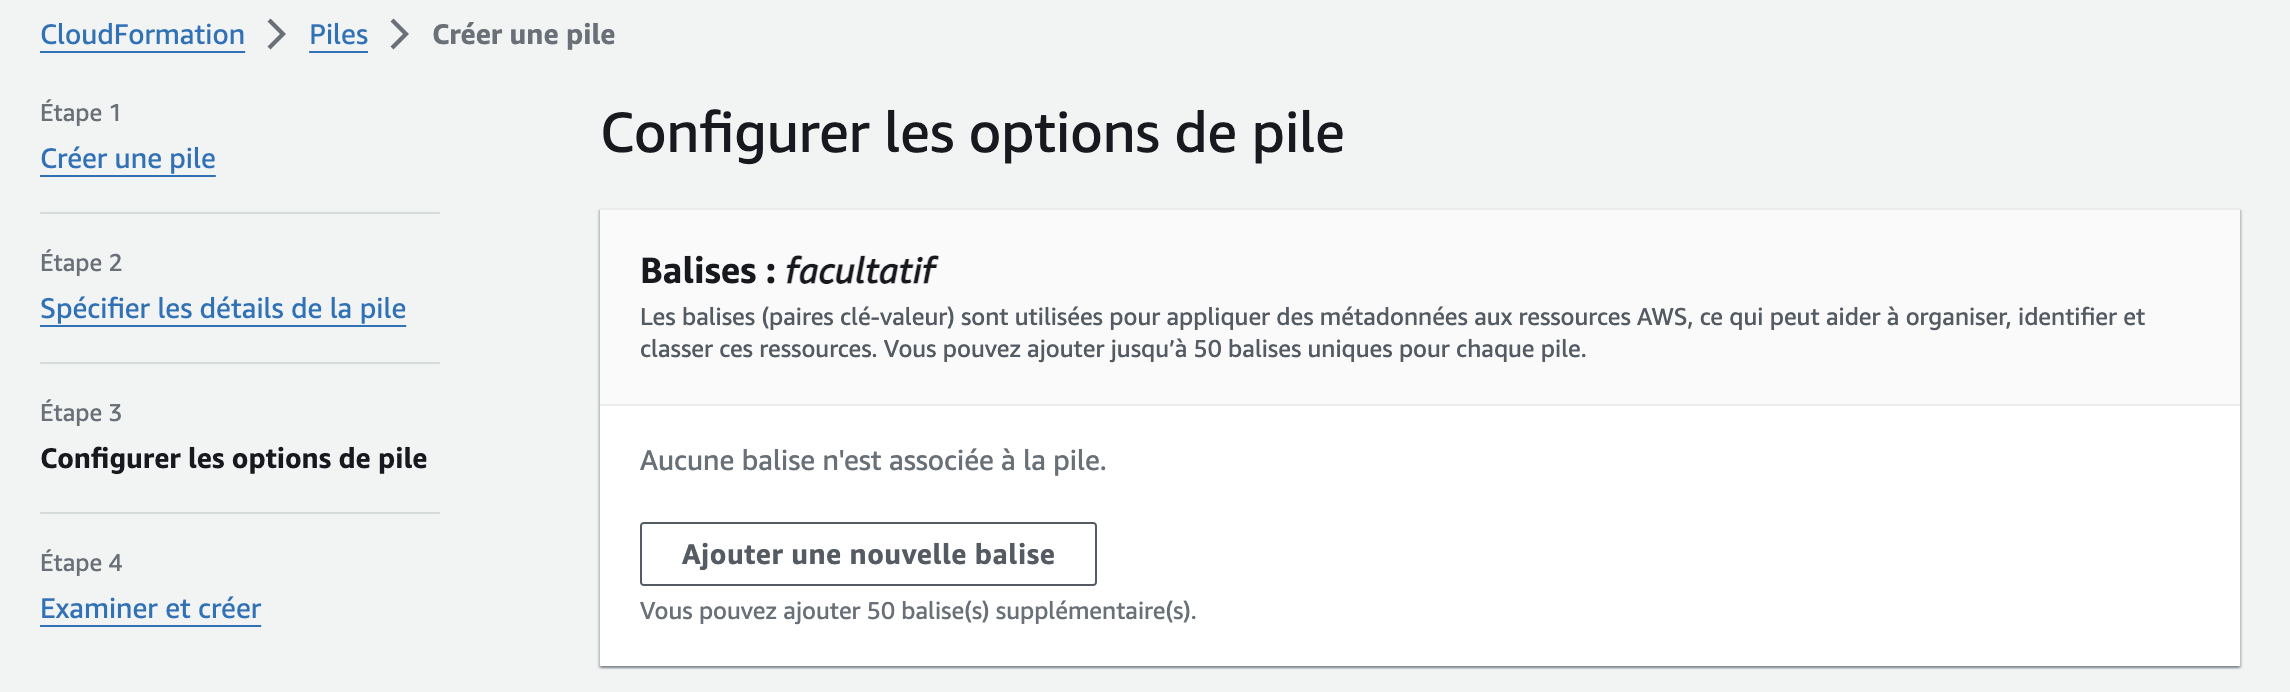 CloudFormation > Piles > Créer une pile
Étape 1
Créer une pile
Étape 2
Spécifier les détails de la pile
Étape 3
Configurer les options de pile
Étape 4
Examiner et créer
Configurer les options de pile
Balises : facultatif
Les balises (paires clé-valeur) sont utilisées pour appliquer des métadonnées aux ressources AWS, ce qui peut aider à organiser, identifier et
classer ces ressources. Vous pouvez ajouter jusqu’à 50 balises uniques pour chaque pile.
Aucune balise n'est associée à la pile.
Ajouter une nouvelle balise
Vous pouvez ajouter 50 balise(s) supplémentaire(s).